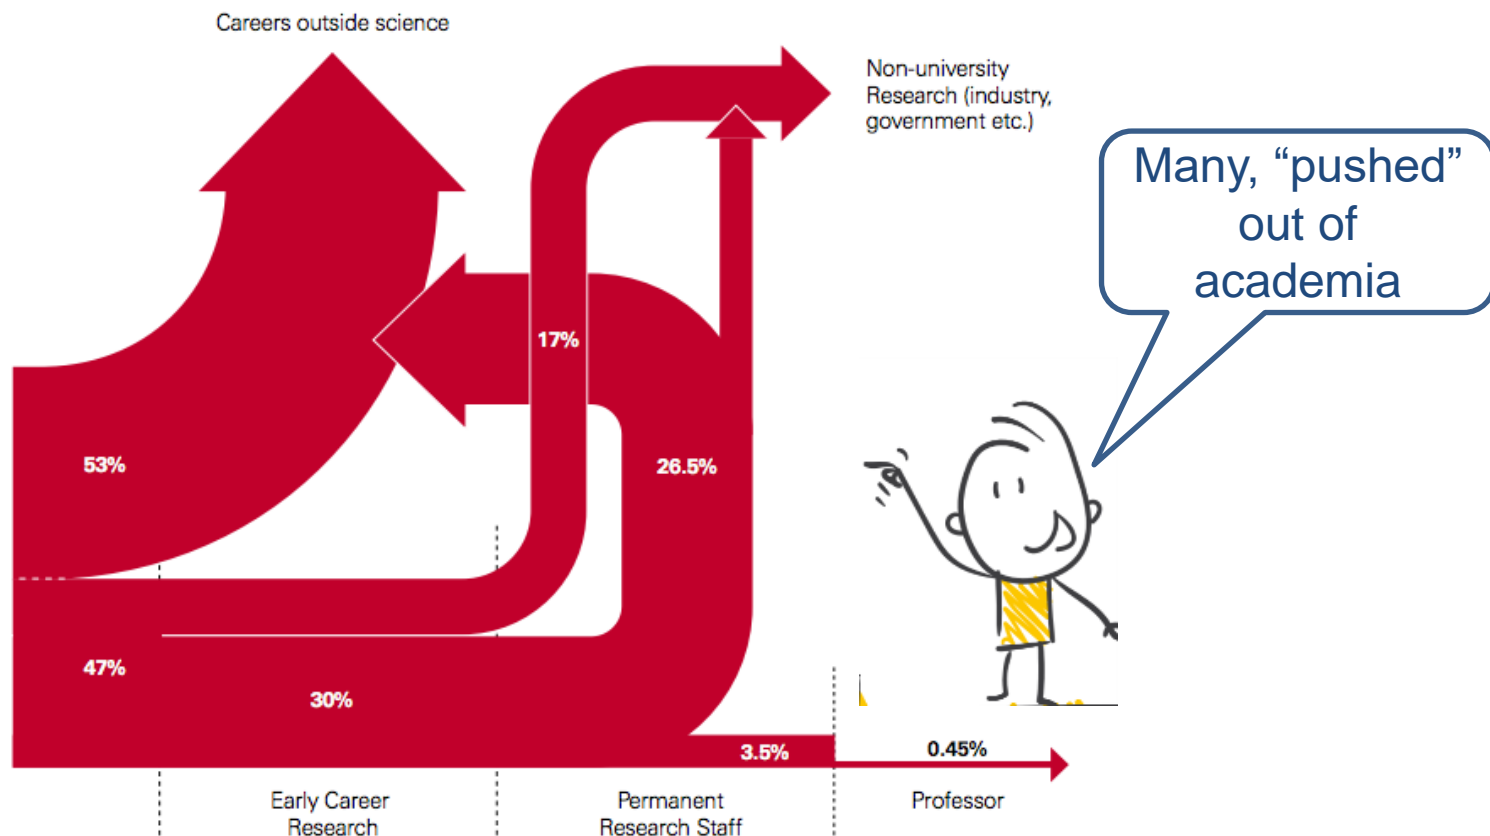 Careers outside science
Non-university
Research (industry,
government etc.)
Many, “pushed”
out of
academia
17%
53%
26.5%
47%
30%
3.5%
0.45%
Early Career
Research
Permanent
Research Staff
Professor